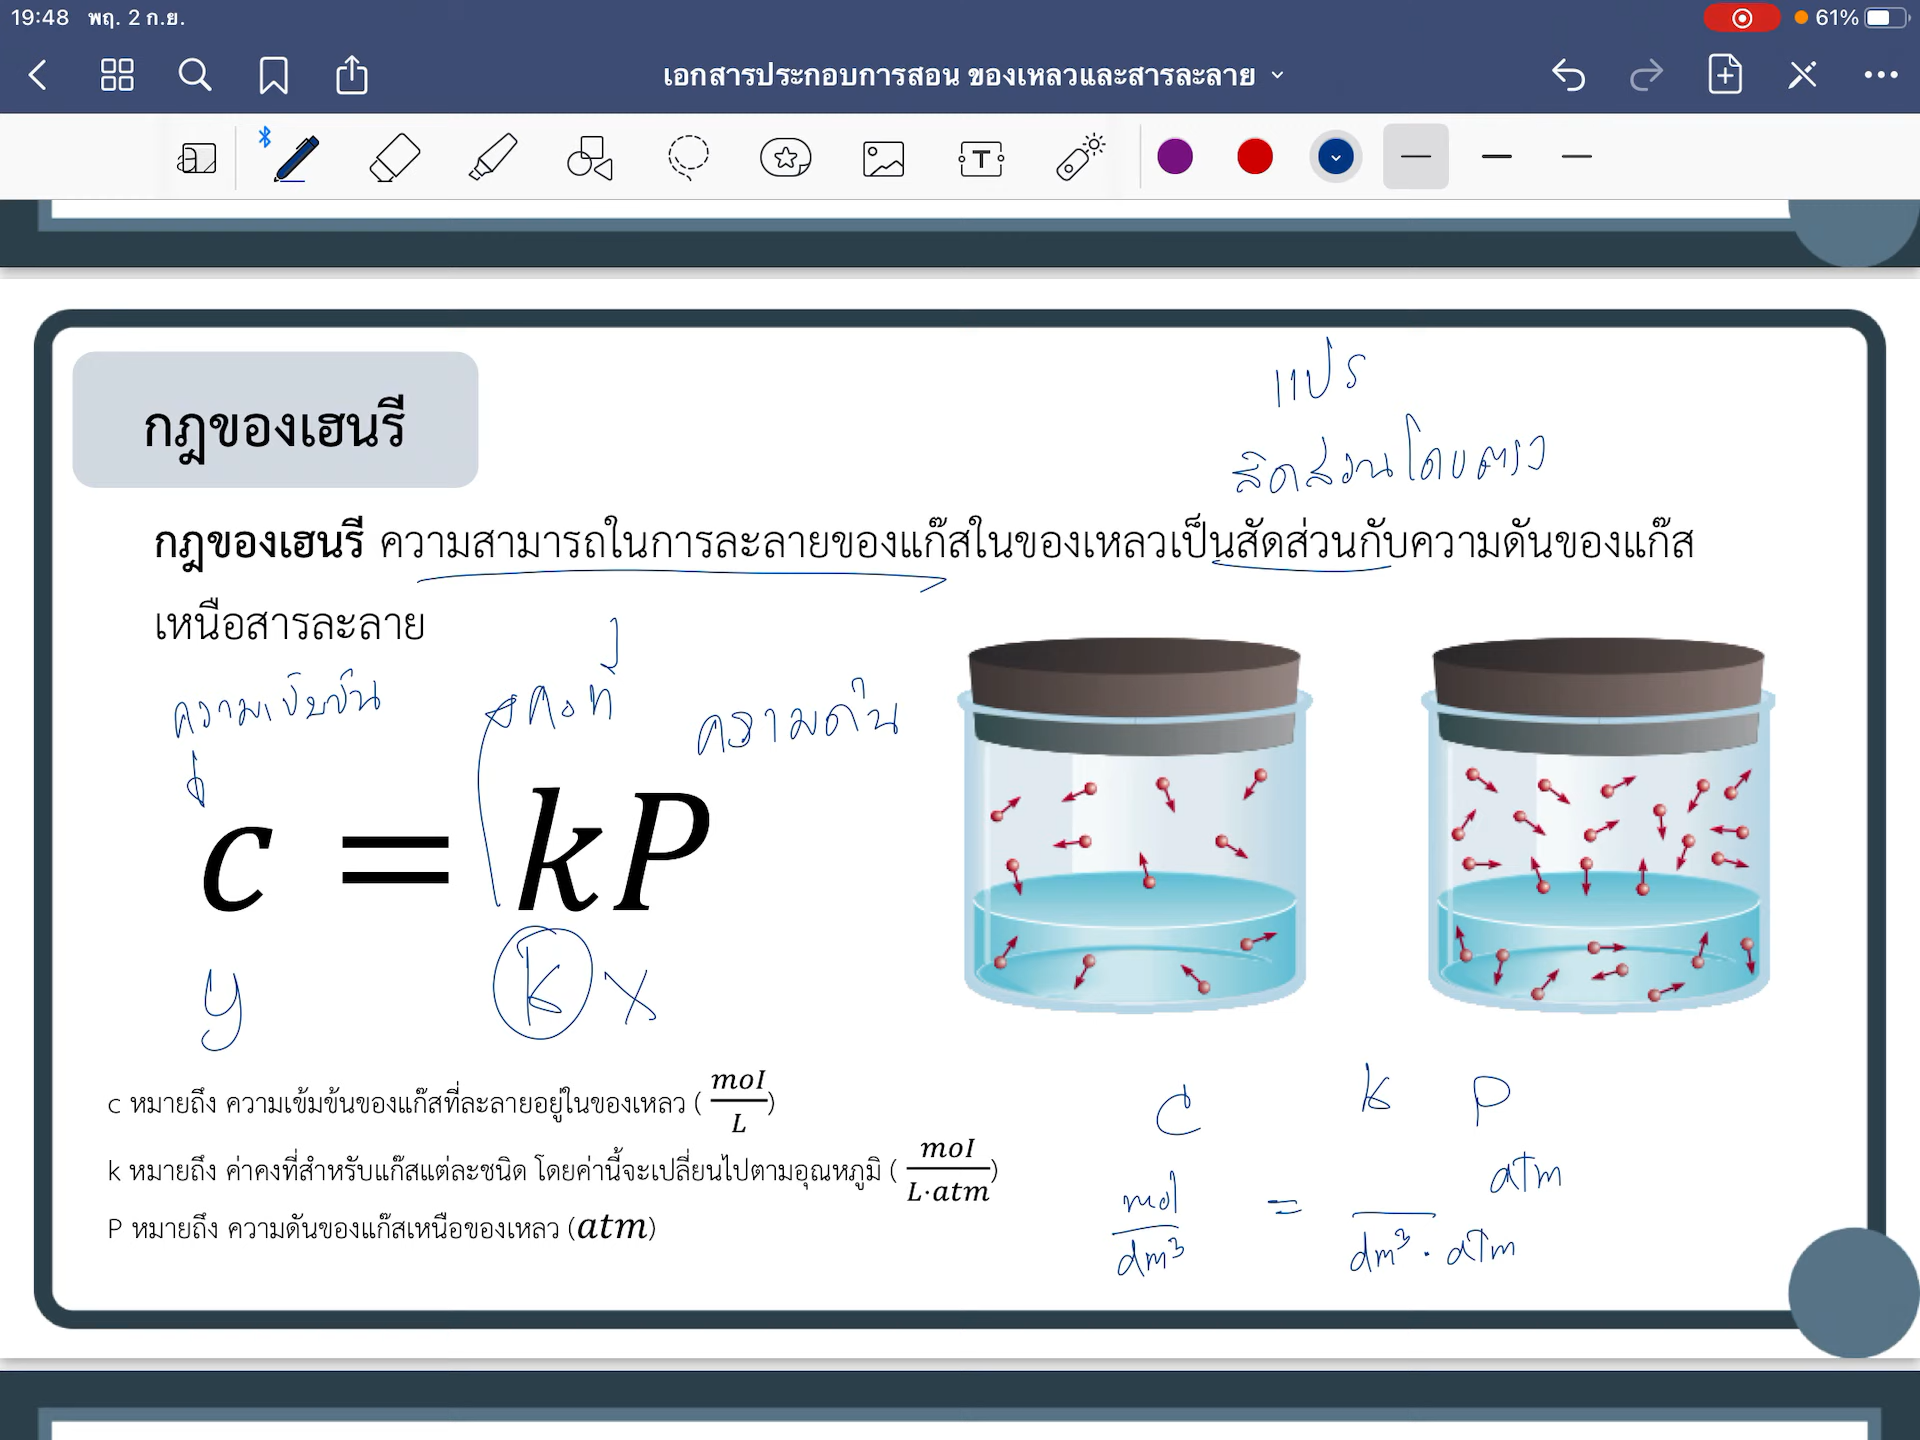 19:48 พฤ. 2 ก.ย.
61%
เอกสารประกอบการสอน ของเหลวและสารละลาย
T
กฎของเฮนรี
แปร
สัดส่วนโดยตรง
กฎของเฮนรี ความสามารถในการละลายของแก๊สในของเหลวเป็นสัดส่วนกับความดันของแก๊ส
เหนือสารละลาย
ความเข้มข้น
คงที่
ความดัน
c = kP
y k x
c หมายถึง ความเข้มข้นของแก๊สที่ละลายอยู่ในของเหลว ( mol/L )
k หมายถึง ค่าคงที่สำหรับแก๊สแต่ละชนิด โดยค่านี้จะเปลี่ยนไปตามอุณหภูมิ ( mol/L·atm )
P หมายถึง ความดันของแก๊สเหนือของเหลว (atm)
C k P
mol
atm
=
dm³ dm³ · atm